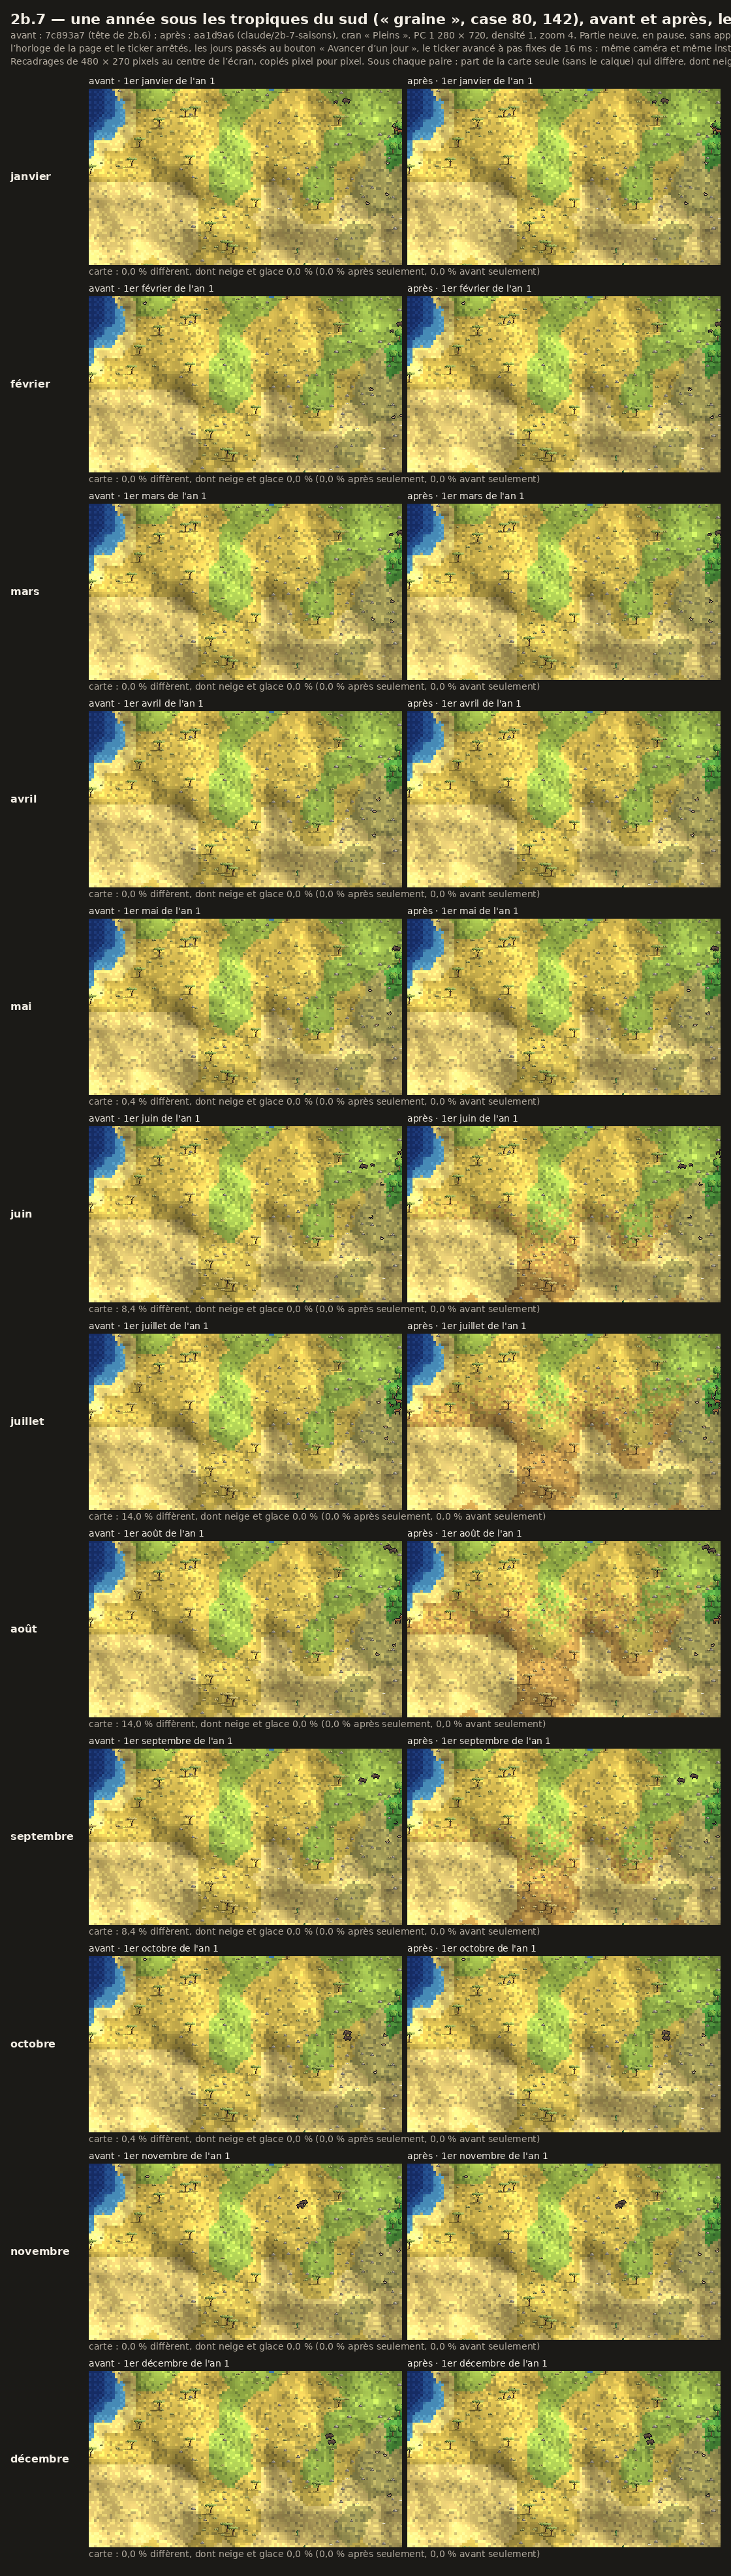 2b.7 — une année sous les tropiques du sud (« graine », case 80, 142), avant et après, le
avant : 7c893a7 (tête de 2b.6) ; après : aa1d9a6 (claude/2b-7-saisons), cran « Pleins », PC 1 280 × 720, densité 1, zoom 4. Partie neuve, en pause, sans app
l’horloge de la page et le ticker arrêtés, les jours passés au bouton « Avancer d’un jour », le ticker avancé à pas fixes de 16 ms : même caméra et même inst
Recadrages de 480 × 270 pixels au centre de l’écran, copiés pixel pour pixel. Sous chaque paire : part de la carte seule (sans le calque) qui diffère, dont neig
avant · 1er janvier de l'an 1 après · 1er janvier de l'an 1
janvier
carte : 0,0 % diffèrent, dont neige et glace 0,0 % (0,0 % après seulement, 0,0 % avant seulement)
avant · 1er février de l'an 1 après · 1er février de l'an 1
février
carte : 0,0 % diffèrent, dont neige et glace 0,0 % (0,0 % après seulement, 0,0 % avant seulement)
avant · 1er mars de l'an 1 après · 1er mars de l'an 1
mars
carte : 0,0 % diffèrent, dont neige et glace 0,0 % (0,0 % après seulement, 0,0 % avant seulement)
avant · 1er avril de l'an 1 après · 1er avril de l'an 1
avril
carte : 0,0 % diffèrent, dont neige et glace 0,0 % (0,0 % après seulement, 0,0 % avant seulement)
avant · 1er mai de l'an 1 après · 1er mai de l'an 1
mai
carte : 0,4 % diffèrent, dont neige et glace 0,0 % (0,0 % après seulement, 0,0 % avant seulement)
avant · 1er juin de l'an 1 après · 1er juin de l'an 1
juin
carte : 8,4 % diffèrent, dont neige et glace 0,0 % (0,0 % après seulement, 0,0 % avant seulement)
avant · 1er juillet de l'an 1 après · 1er juillet de l'an 1
juillet
carte : 14,0 % diffèrent, dont neige et glace 0,0 % (0,0 % après seulement, 0,0 % avant seulement)
avant · 1er août de l'an 1 après · 1er août de l'an 1
août
carte : 14,0 % diffèrent, dont neige et glace 0,0 % (0,0 % après seulement, 0,0 % avant seulement)
avant · 1er septembre de l'an 1 après · 1er septembre de l'an 1
septembre
carte : 8,4 % diffèrent, dont neige et glace 0,0 % (0,0 % après seulement, 0,0 % avant seulement)
avant · 1er octobre de l'an 1 après · 1er octobre de l'an 1
octobre
carte : 0,4 % diffèrent, dont neige et glace 0,0 % (0,0 % après seulement, 0,0 % avant seulement)
avant · 1er novembre de l'an 1 après · 1er novembre de l'an 1
novembre
carte : 0,0 % diffèrent, dont neige et glace 0,0 % (0,0 % après seulement, 0,0 % avant seulement)
avant · 1er décembre de l'an 1 après · 1er décembre de l'an 1
décembre
carte : 0,0 % diffèrent, dont neige et glace 0,0 % (0,0 % après seulement, 0,0 % avant seulement)